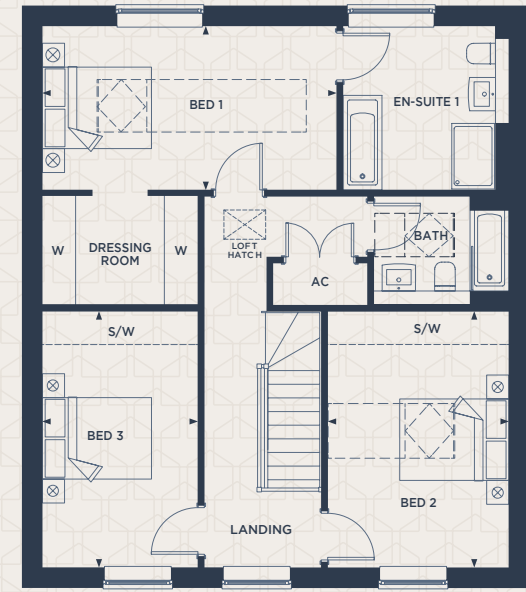 BED 1
EN-SUITE 1
W
DRESSING
ROOM
W
LOFT
HATCH
BATH
AC
S/W
S/W
BED 3
BED 2
LANDING